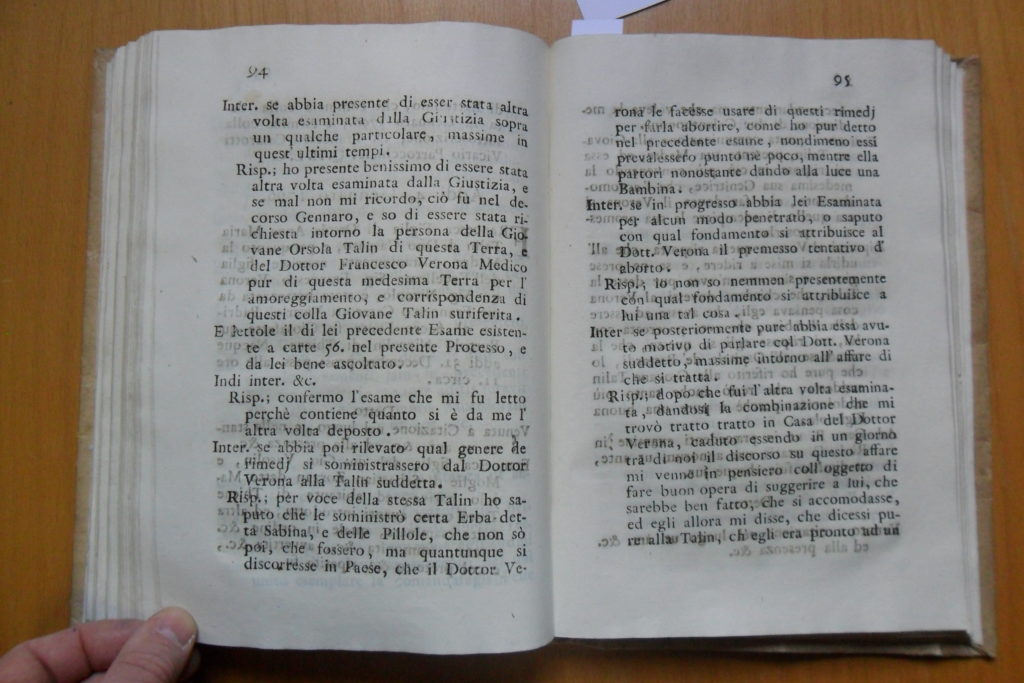 94
Inter. se abbia presente di esser stata altra
volta esaminata dalla Giustizia sopra
un qualche particolare, massime in
quest' ultimi tempi.
Risp.; ho presente benissimo di essere stata
altra volta esaminata dalla Giustizia, e
se mal non mi ricordo, ciò fu nel de-
corso Gennaro, e so di essere stata ri-
chiesta intorno la persona della Gio-
vane Orsola Talin di questa Terra, e
del Dottor Francesco Verona Medico
pur di questa medesima Terra per l'
amoreggiamento, e corrispondenza di
questi colla Giovane Talin suriferita.
E lettole il di lei precedente Esame esisten-
te a carte 56. nel presente Processo, e
da lei bene ascoltato.
Indi inter. &c.
Risp.; confermo l'esame che mi fu letto
perchè contiene quanto si è da me l'
altra volta deposto.
Inter. se abbia poi rilevato qual genere de
rimedj si soministrassero dal Dottor
Verona alla Talin suddetta.
Risp.; per voce della stessa Talin ho sa-
puto che le soministrò certa Erba det-
ta Sabina, e delle Pillole, che non sò
poi, che fossero, ma quantunque si
discorresse in Paese, che il Dottor Ve-
95
rona le facesse usare di questi rimedj
per farla abortire, come ho pur detto
nel precedente esame, nondimeno essi
prevalessero punto ne poco, mentre ella
partorì nonostante dando alla luce una
Bambina.
Inter. se in progresso abbia lei Esaminata
per alcun modo penetrato, o saputo
con qual fondamento si attribuisce al
Dott. Verona il premesso tentativo d'
aborto.
Risp.; io non so nemmen presentemente
con qual fondamento si attribuisce a
lui una tal cosa.
Inter se posteriormente pure abbia essa avu-
to motivo di parlare col Dott. Verona
suddetto, massime intorno all' affare di
che si tratta.
Risp.; dopo che fui l'altra volta esamina-
ta, dandosi la combinazione che mi
trovò tratto tratto in Casa del Dottor
Verona, caduto essendo in un giorno
trà di noi il discorso su questo affare
mi venne in pensiero coll'oggetto di
fare buon opera di suggerire a lui, che
sarebbe ben fatto, che si accomodasse,
ed egli allora mi disse, che dicessi pu-
re alla Talin, ch'egli era pronto ad un